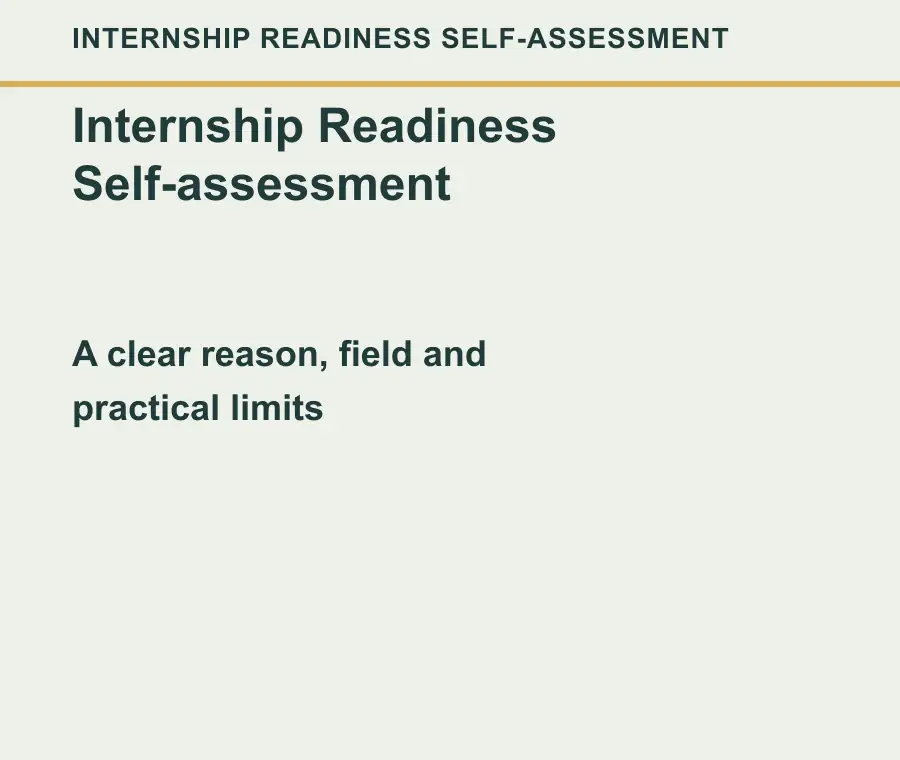 INTERNSHIP READINESS SELF-ASSESSMENT
Internship Readiness
Self-assessment
A clear reason, field and
practical limits